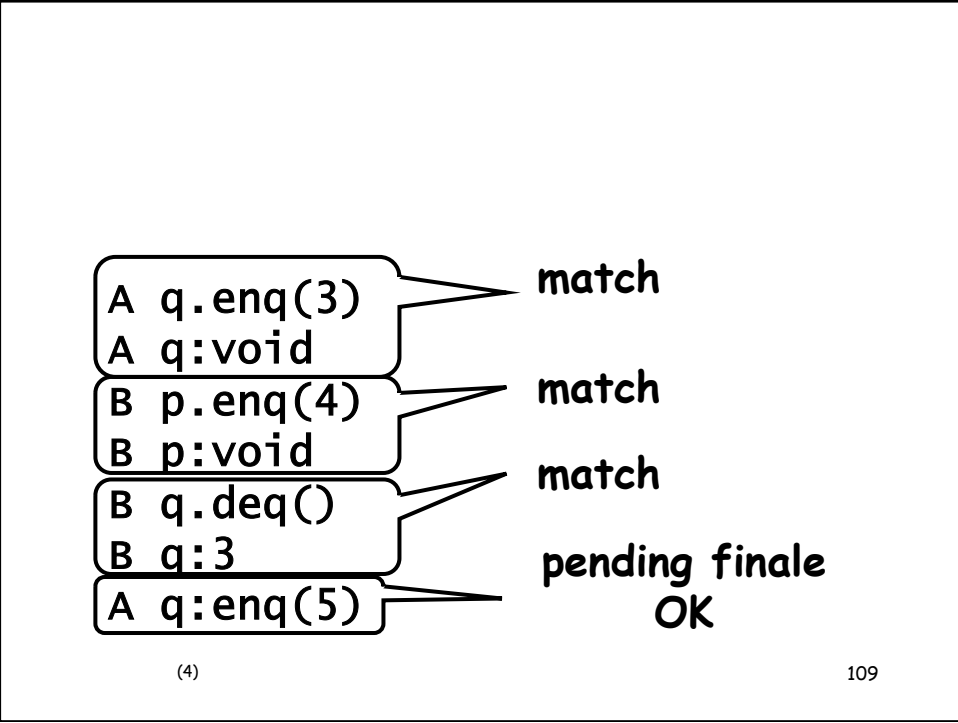 A q.enq(3)
A q:void
match
B p.enq(4)
B p:void
match
B q.deq()
B q:3
match
A q:enq(5)
pending finale
OK
(4)
109